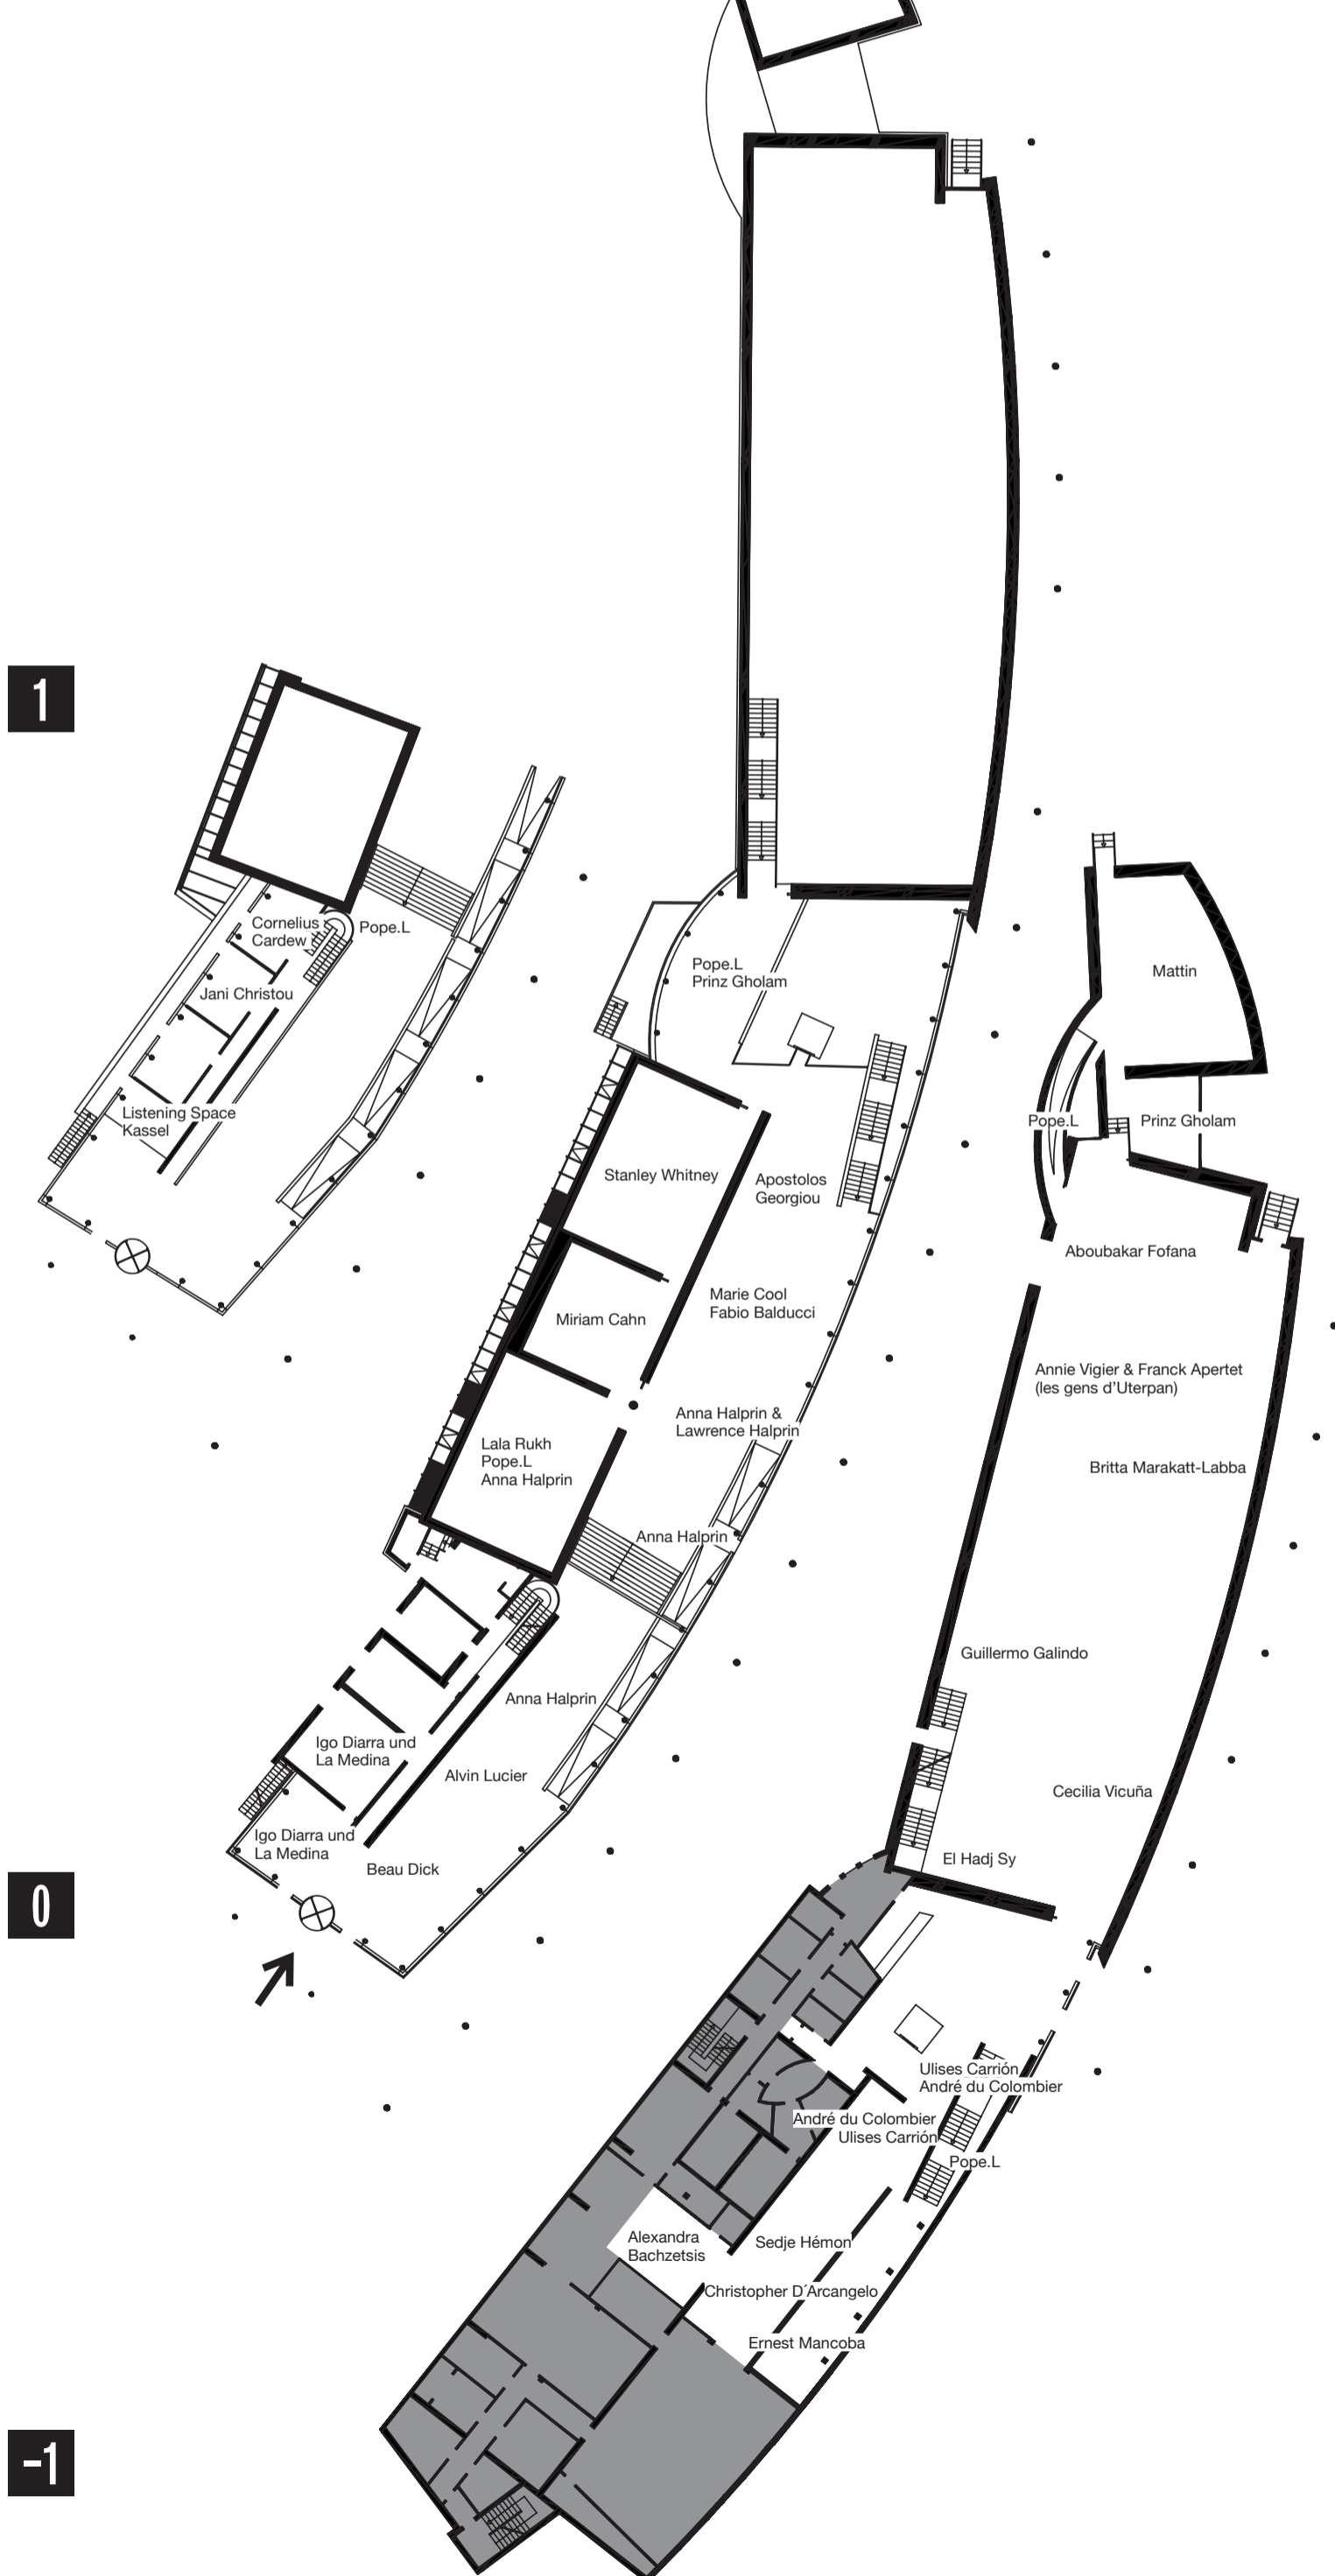 1
Cornelius
Cardew
Pope.L
Jani Christou
Listening Space
Kassel
0
Pope.L
Prinz Gholam
Stanley Whitney
Apostolos
Georgiou
Miriam Cahn
Marie Cool
Fabio Balducci
Anna Halprin &
Lawrence Halprin
Lala Rukh
Pope.L
Anna Halprin
Anna Halprin
Anna Halprin
Igo Diarra und
La Medina
Alvin Lucier
Igo Diarra und
La Medina
Beau Dick
-1
Mattin
Pope.L
Prinz Gholam
Aboubakar Fofana
Annie Vigier & Franck Apertet
(les gens d'Uterpan)
Britta Marakatt-Labba
Guillermo Galindo
Cecilia Vicuña
El Hadj Sy
Ulises Carrión
André du Colombier
André du Colombier
Ulises Carrión
Pope.L
Alexandra
Bachzetsis
Sedje Hémon
Christopher D´Arcangelo
Ernest Mancoba